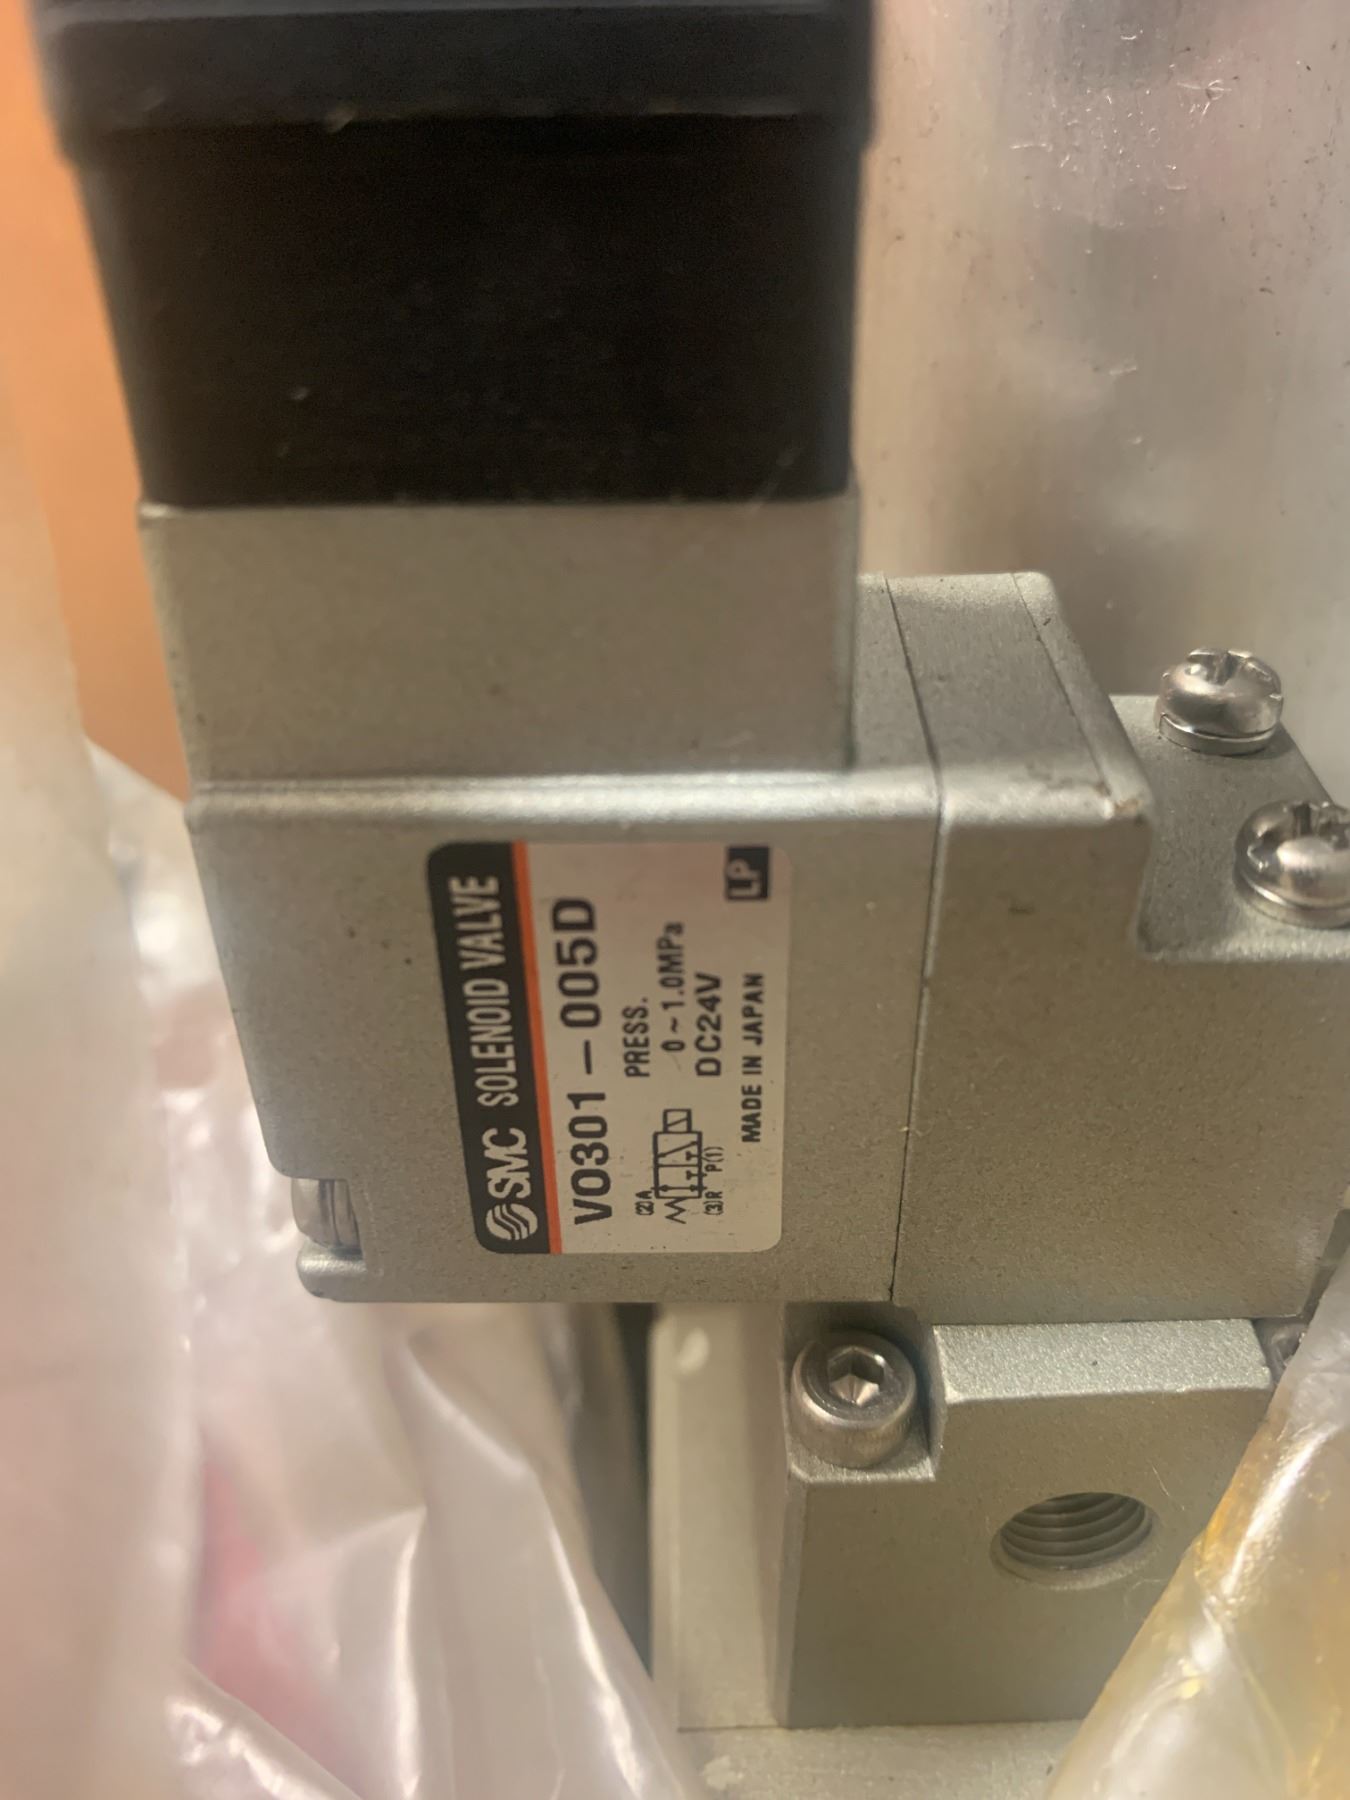 SMC SOLENOID VALVE
VO301-005D
(2)A
PRESS.
0~1.0MPa
(3)R P(1)
DC24V
MADE IN JAPAN
LP